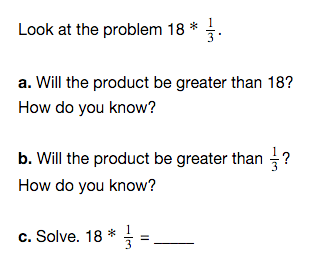 Look at the problem 18 * 1/3.
a. Will the product be greater than 18?
How do you know?
b. Will the product be greater than 1/3?
How do you know?
c. Solve. 18 * 1/3 = ____